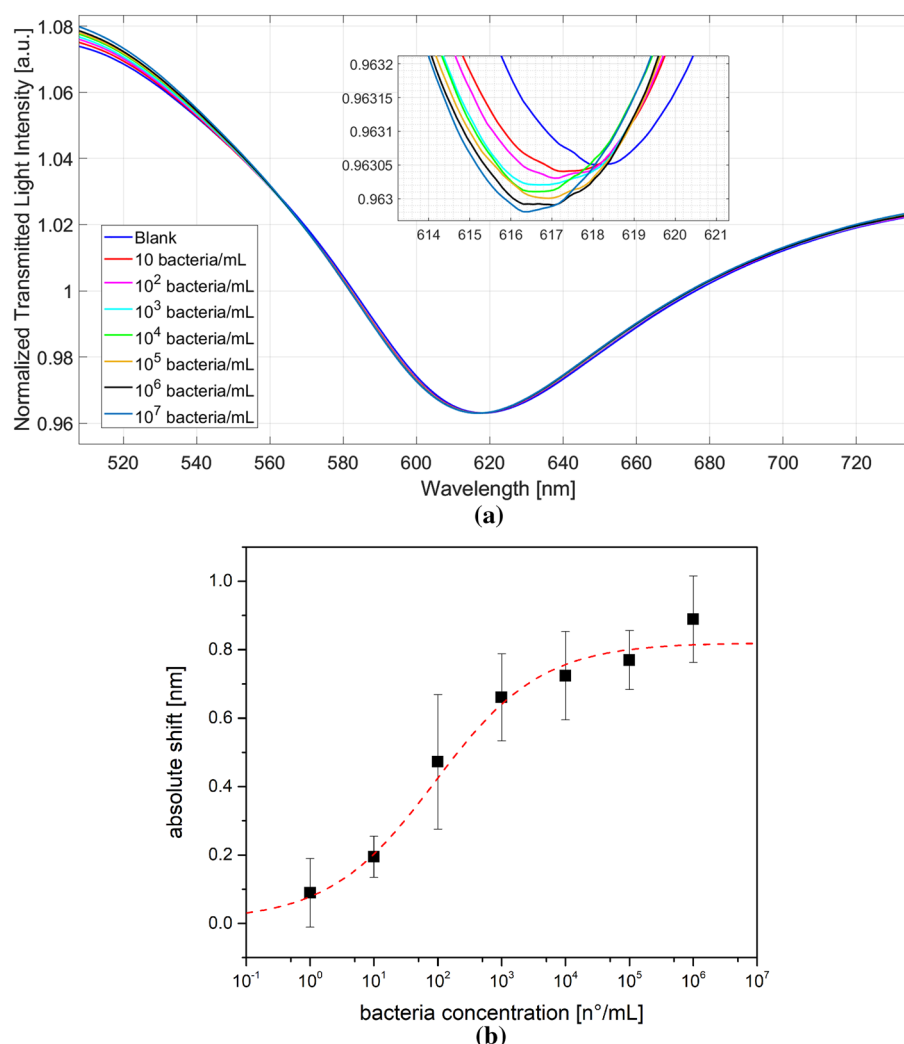 Normalized Transmitted Light Intensity [a.u.]
1.08
1.06
1.04
1.02
1
0.98
0.96
0.9632
0.96315
0.9631
0.96305
0.963
614 615 616 617 618 619 620 621
Blank
10 bacteria/mL
10² bacteria/mL
10³ bacteria/mL
10⁴ bacteria/mL
10⁵ bacteria/mL
10⁶ bacteria/mL
10⁷ bacteria/mL
520 540 560 580 600 620 640 660 680 700 720
Wavelength [nm]
(a)
absolute shift [nm]
1.0
0.8
0.6
0.4
0.2
0.0
10⁻¹ 10⁰ 10¹ 10² 10³ 10⁴ 10⁵ 10⁶ 10⁷
bacteria concentration [n°/mL]
(b)